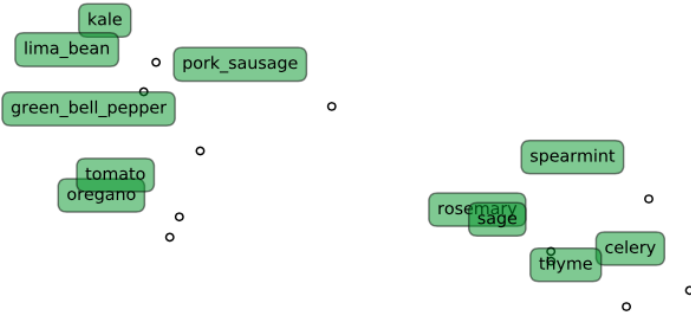 kale
lima_bean
pork_sausage
green_bell_pepper
spearmint
tomato
oregano
rosemary
sage
celery
thyme